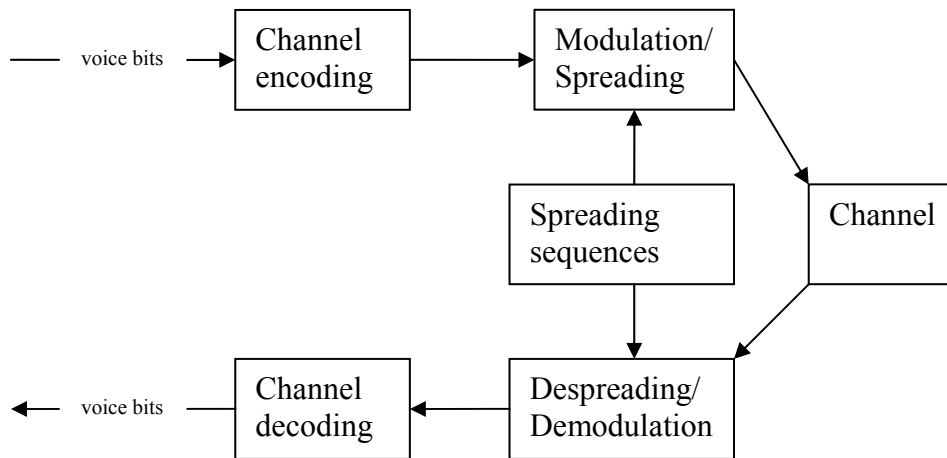 voice bits
Channel
encoding
Modulation/
Spreading
Spreading
sequences
Channel
voice bits
Channel
decoding
Despreading/
Demodulation